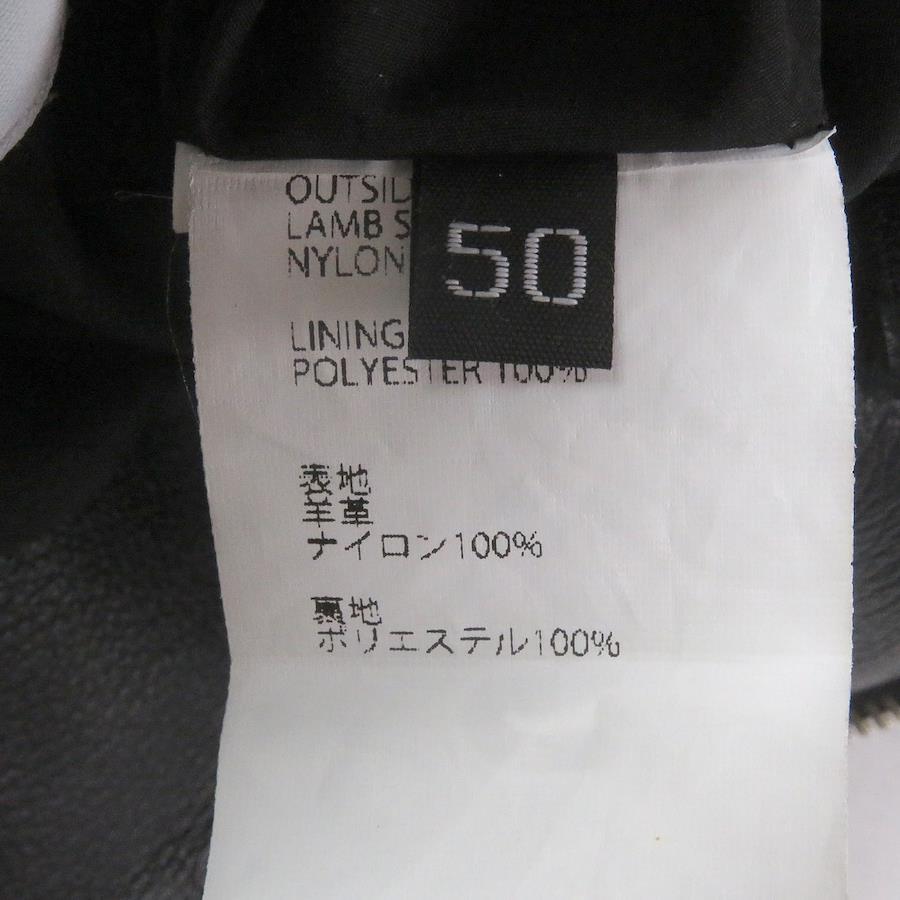 OUTSID
LAMB S
NYLON
50
LINING
POLYESTER 100%
表地
羊革
ナイロン100%
裏地
ポリエステル100%